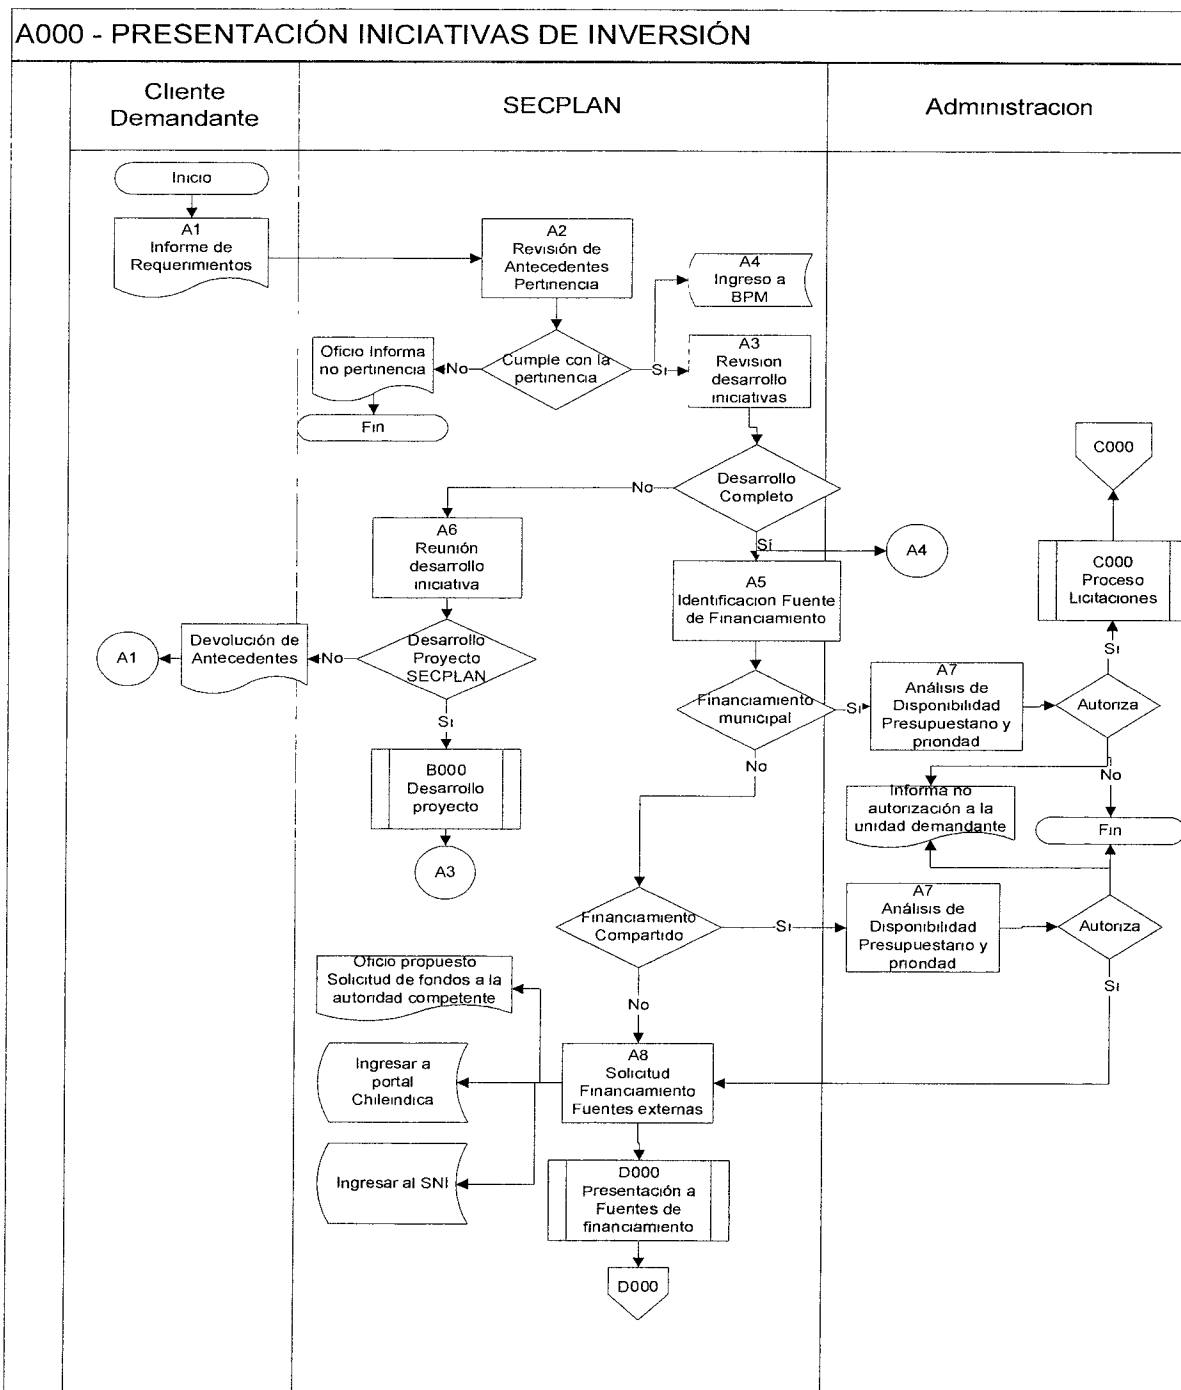 A000 - PRESENTACIÓN INICIATIVAS DE INVERSIÓN
Cliente
Demandante
SECPLAN
Administracion
Inicio
A1
Informe de
Requerimientos
A2
Revisión de
Antecedentes
Pertinencia
A4
Ingreso a
BPM
Oficio Informa
no pertinencia
No
Cumple con la
pertinencia
Si
A3
Revision
desarrollo
iniciativas
Fin
C000
No
Desarrollo
Completo
A6
Reunión
desarrollo
iniciativa
Sí
A4
A5
Identificacion Fuente
de Financiamiento
C000
Proceso
Licitaciones
Si
A1
Devolución de
Antecedentes
No
Desarrollo
Proyecto
SECPLAN
Financiamiento
municipal
Si
A7
Análisis de
Disponibilidad
Presupuestario y
prioridad
Autoriza
Si
No
No
B000
Desarrollo
proyecto
Informa no
autorización a la
unidad demandante
Fin
A3
Financiamiento
Compartido
Si
A7
Análisis de
Disponibilidad
Presupuestario y
prioridad
Autoriza
Si
No
Oficio propuesto
Solicitud de fondos a la
autoridad competente
A8
Solicitud
Financiamiento
Fuentes externas
Ingresar a
portal
Chileindica
Ingresar al SNI
D000
Presentación a
Fuentes de
financiamiento
D000